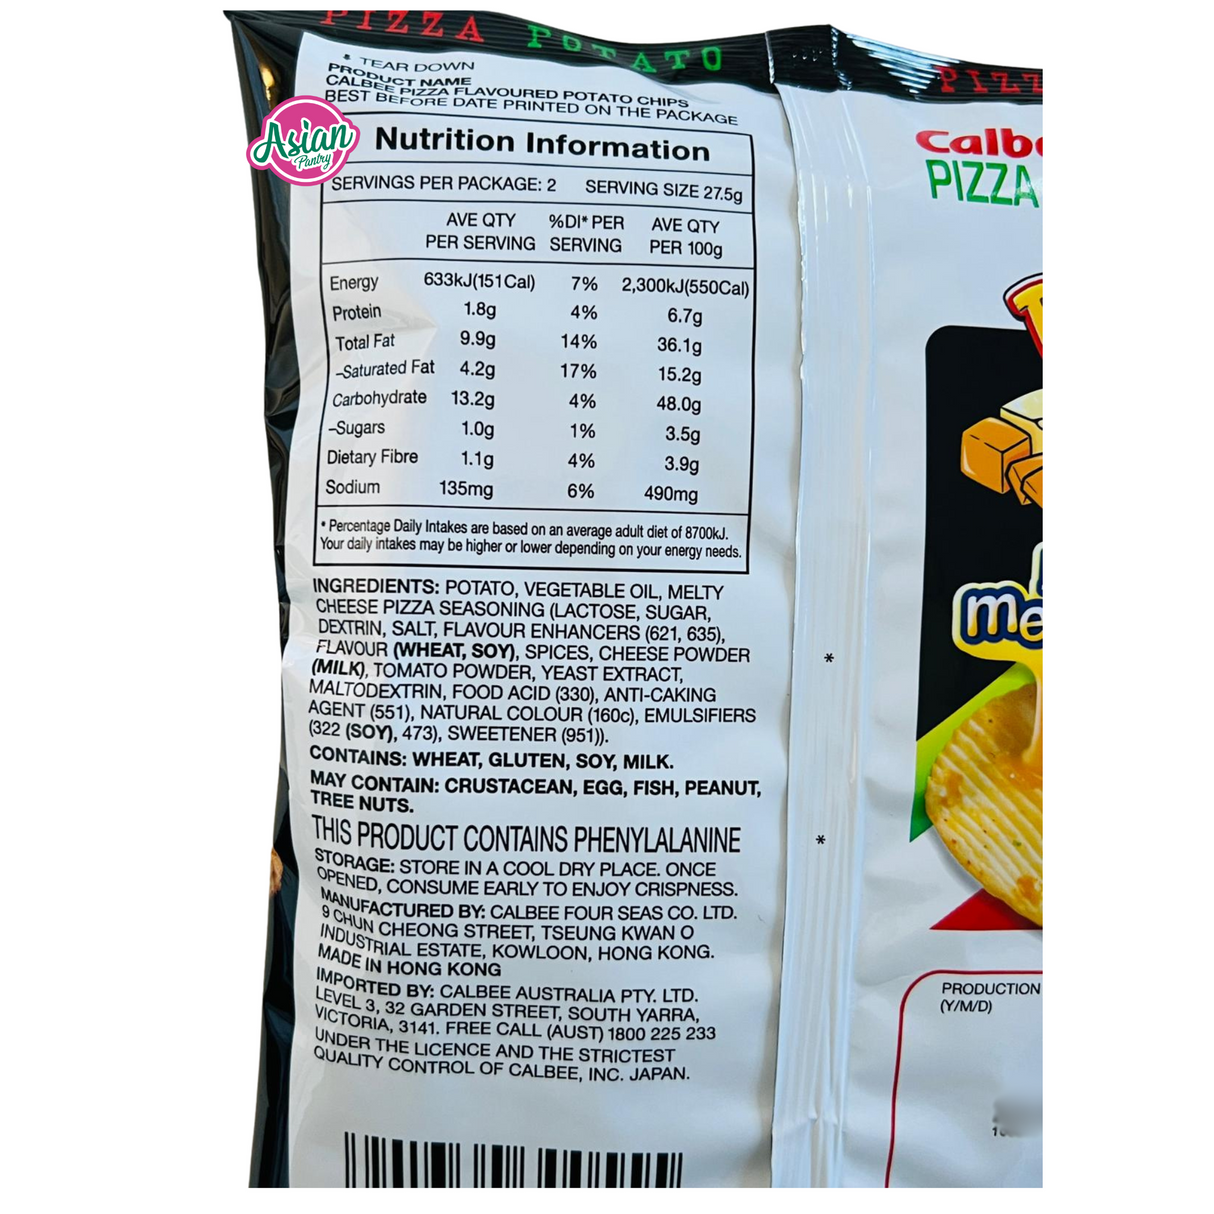 PIZZA POTATO
PIZZ
TEAR DOWN
PRODUCT NAME
CALBEE PIZZA FLAVOURED POTATO CHIPS
BEST BEFORE DATE PRINTED ON THE PACKAGE
Asian
Pantry
Nutrition Information
SERVINGS PER PACKAGE: 2 SERVING SIZE 27.5g
AVE QTY %DI* PER AVE QTY
PER SERVING SERVING PER 100g
Energy 633kJ(151Cal) 7% 2,300kJ(550Cal)
Protein 1.8g 4% 6.7g
Total Fat 9.9g 14% 36.1g
–Saturated Fat 4.2g 17% 15.2g
Carbohydrate 13.2g 4% 48.0g
–Sugars 1.0g 1% 3.5g
Dietary Fibre 1.1g 4% 3.9g
Sodium 135mg 6% 490mg
* Percentage Daily Intakes are based on an average adult diet of 8700kJ.
Your daily intakes may be higher or lower depending on your energy needs.
INGREDIENTS: POTATO, VEGETABLE OIL, MELTY
CHEESE PIZZA SEASONING (LACTOSE, SUGAR,
DEXTRIN, SALT, FLAVOUR ENHANCERS (621, 635),
FLAVOUR (WHEAT, SOY), SPICES, CHEESE POWDER
(MILK), TOMATO POWDER, YEAST EXTRACT,
MALTODEXTRIN, FOOD ACID (330), ANTI-CAKING
AGENT (551), NATURAL COLOUR (160c), EMULSIFIERS
(322 (SOY), 473), SWEETENER (951)).
CONTAINS: WHEAT, GLUTEN, SOY, MILK.
MAY CONTAIN: CRUSTACEAN, EGG, FISH, PEANUT,
TREE NUTS.
THIS PRODUCT CONTAINS PHENYLALANINE
STORAGE: STORE IN A COOL DRY PLACE. ONCE
OPENED, CONSUME EARLY TO ENJOY CRISPNESS.
MANUFACTURED BY: CALBEE FOUR SEAS CO. LTD.
9 CHUN CHEONG STREET, TSEUNG KWAN O
INDUSTRIAL ESTATE, KOWLOON, HONG KONG.
MADE IN HONG KONG
IMPORTED BY: CALBEE AUSTRALIA PTY. LTD.
LEVEL 3, 32 GARDEN STREET, SOUTH YARRA,
VICTORIA, 3141. FREE CALL (AUST) 1800 225 233
UNDER THE LICENCE AND THE STRICTEST
QUALITY CONTROL OF CALBEE, INC. JAPAN.
*
*
Calb
PIZZA
me
PRODUCTION
(Y/M/D)